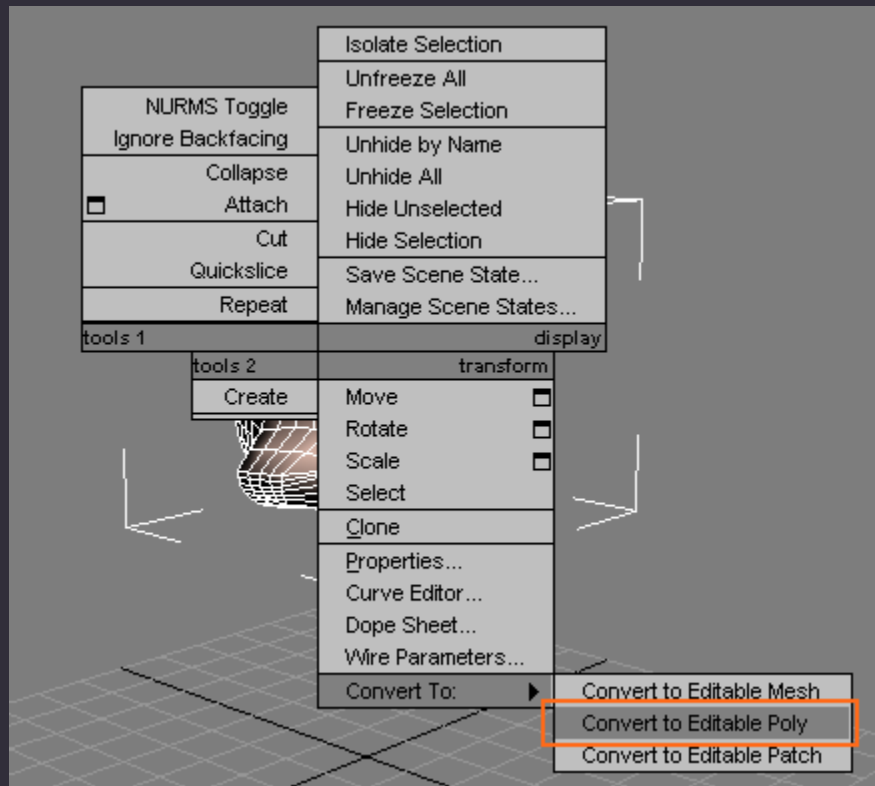 Isolate Selection
Unfreeze All
Freeze Selection
Unhide by Name
Unhide All
Hide Unselected
Hide Selection
Save Scene State...
Manage Scene States...
display
NURMS Toggle
Ignore Backfacing
Collapse
Attach
Cut
Quickslice
Repeat
tools 1
tools 2
Create
transform
Move
Rotate
Scale
Select
Clone
Properties...
Curve Editor...
Dope Sheet...
Wire Parameters...
Convert To:
Convert to Editable Mesh
Convert to Editable Poly
Convert to Editable Patch